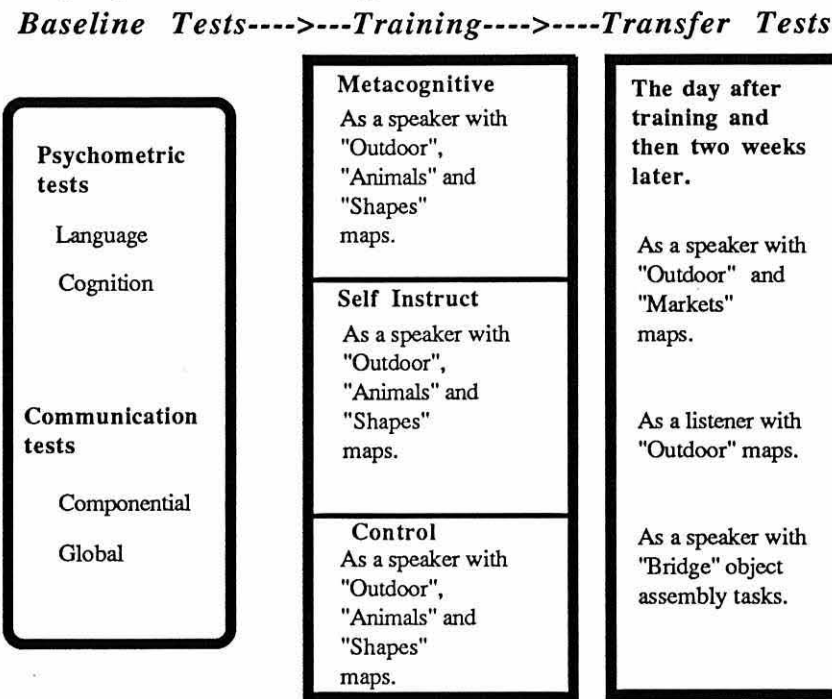 Baseline Tests---->---Training---->----Transfer Tests
Psychometric
tests
Language
Cognition
Communication
tests
Componential
Global
Metacognitive
As a speaker with
"Outdoor",
"Animals" and
"Shapes"
maps.
Self Instruct
As a speaker with
"Outdoor",
"Animals" and
"Shapes"
maps.
Control
As a speaker with
"Outdoor",
"Animals" and
"Shapes"
maps.
The day after
training and
then two weeks
later.
As a speaker with
"Outdoor" and
"Markets"
maps.
As a listener with
"Outdoor" maps.
As a speaker with
"Bridge" object
assembly tasks.